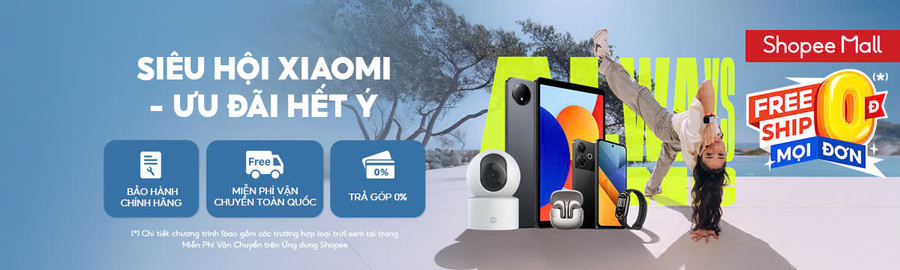 SIÊU HỘI XIAOMI
- ƯU ĐÃI HẾT Ý
BẢO HÀNH
CHÍNH HÃNG
Free
MIỄN PHÍ VẬN
CHUYỂN TOÀN QUỐC
0%
TRẢ GÓP 0%
(*) Chi tiết chương trình (bao gồm các trường hợp loại trừ) xem tại trang
Miễn Phí Vận Chuyển trên Ứng dụng Shopee
ALWAYS
Shopee Mall
FREE
SHIP
0Đ
(*)
MỌI ĐƠN